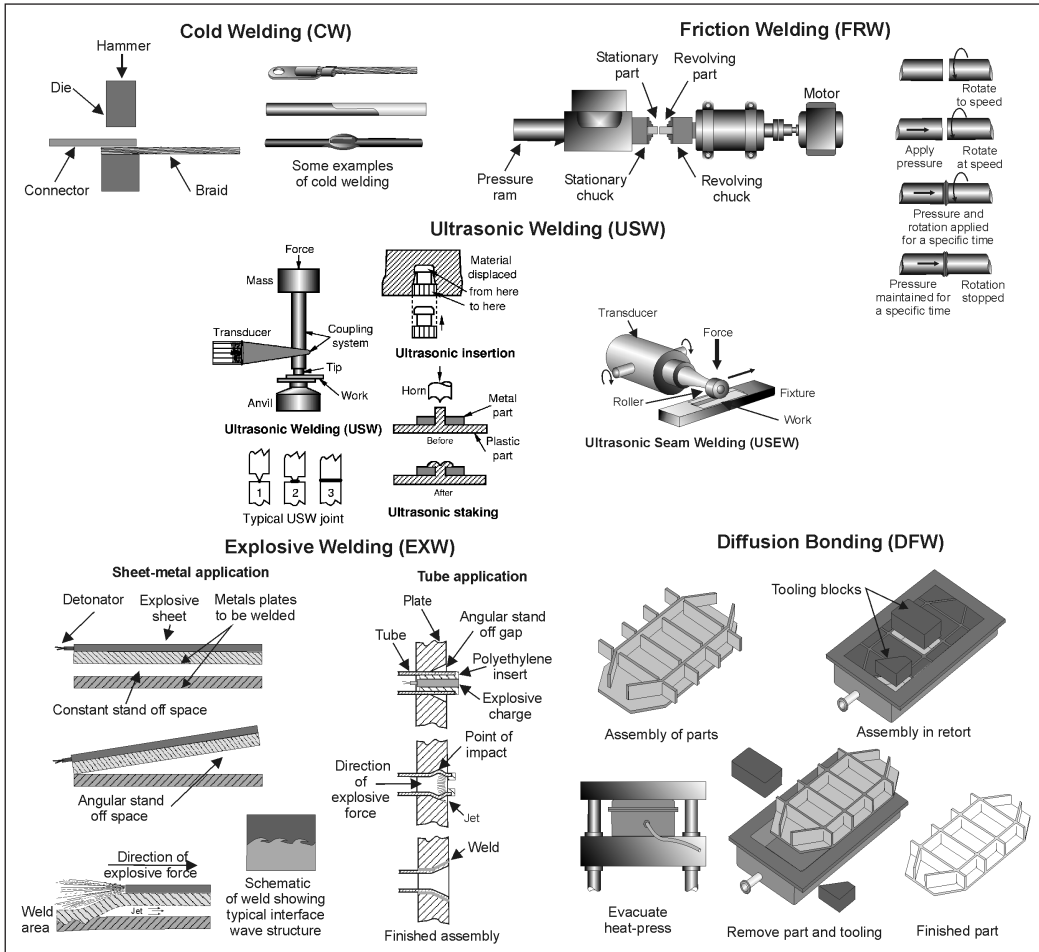 Cold Welding (CW)
Hammer
Die
Connector
Braid
Some examples
of cold welding
Friction Welding (FRW)
Stationary
part
Revolving
part
Motor
Pressure
ram
Stationary
chuck
Revolving
chuck
Rotate
to speed
Apply
pressure
Rotate
at speed
Pressure and
rotation applied
for a specific time
Pressure
maintained for
a specific time
Rotation
stopped
Ultrasonic Welding (USW)
Force
Mass
Transducer
Coupling
system
Tip
Work
Anvil
Ultrasonic Welding (USW)
1
2
3
Typical USW joint
Material
displaced
from here
to here
Ultrasonic insertion
Horn
Metal
part
Before
Plastic
part
After
Ultrasonic staking
Transducer
Force
Roller
Fixture
Work
Ultrasonic Seam Welding (USEW)
Explosive Welding (EXW)
Sheet-metal application
Detonator
Explosive
sheet
Metals plates
to be welded
Constant stand off space
Angular stand
off space
Direction of
explosive force
Jet
Weld
area
Schematic
of weld showing
typical interface
wave structure
Tube application
Plate
Tube
Angular stand
off gap
Polyethylene
insert
Explosive
charge
Point of
impact
Direction
of
explosive
force
Jet
Weld
Finished assembly
Diffusion Bonding (DFW)
Tooling blocks
Assembly of parts
Assembly in retort
Evacuate
heat-press
Remove part and tooling
Finished part